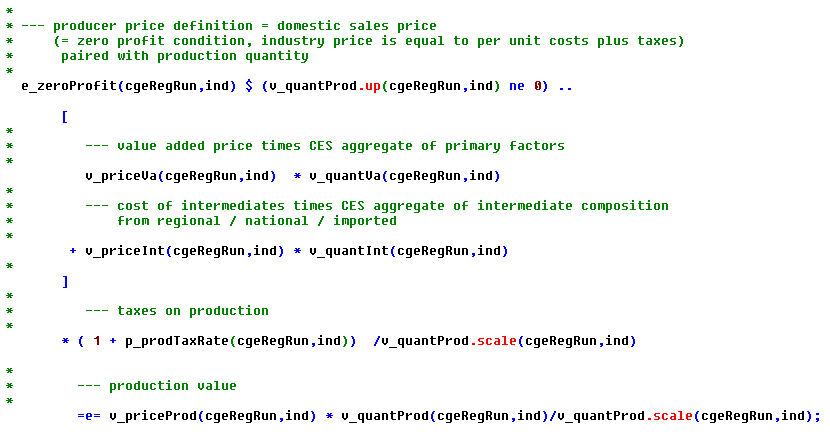 *
* --- producer price definition = domestic sales price
*     (= zero profit condition, industry price is equal to per unit costs plus taxes)
*      paired with production quantity
*
  e_zeroProfit(cgeRegRun,ind) $ (v_quantProd.up(cgeRegRun,ind) ne 0) ..
       [
*
*         --- value added price times CES aggregate of primary factors
*
          v_priceVa(cgeRegRun,ind)  * v_quantVa(cgeRegRun,ind)
*
*         --- cost of intermediates times CES aggregate of intermediate composition
*             from regional / national / imported
*
        + v_priceInt(cgeRegRun,ind) * v_quantInt(cgeRegRun,ind)
*
       ]
*
*         --- taxes on production
*
       * ( 1 + p_prodTaxRate(cgeRegRun,ind))  /v_quantProd.scale(cgeRegRun,ind)
*
*        --- production value
*
         =e= v_priceProd(cgeRegRun,ind) * v_quantProd(cgeRegRun,ind)/v_quantProd.scale(cgeRegRun,ind);